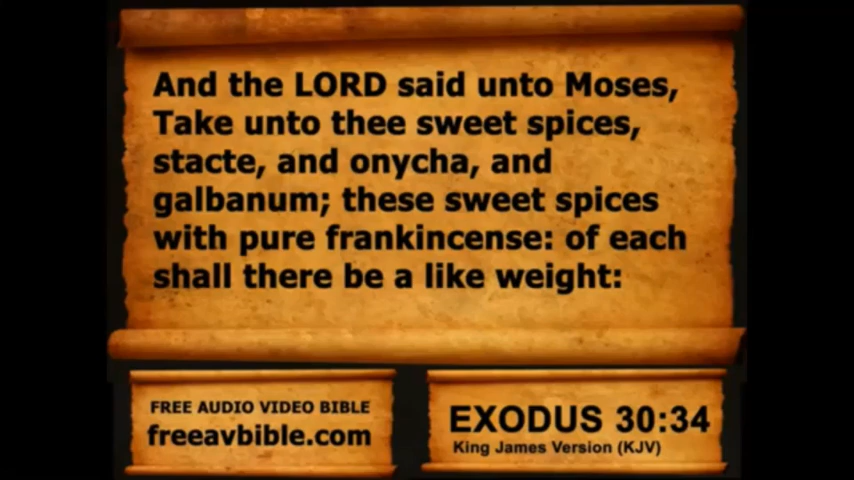 And the LORD said unto Moses,
Take unto thee sweet spices,
stacte, and onycha, and
galbanum; these sweet spices
with pure frankincense: of each
shall there be a like weight:
FREE AUDIO VIDEO BIBLE
freeavbible.com
EXODUS 30:34
King James Version (KJV)